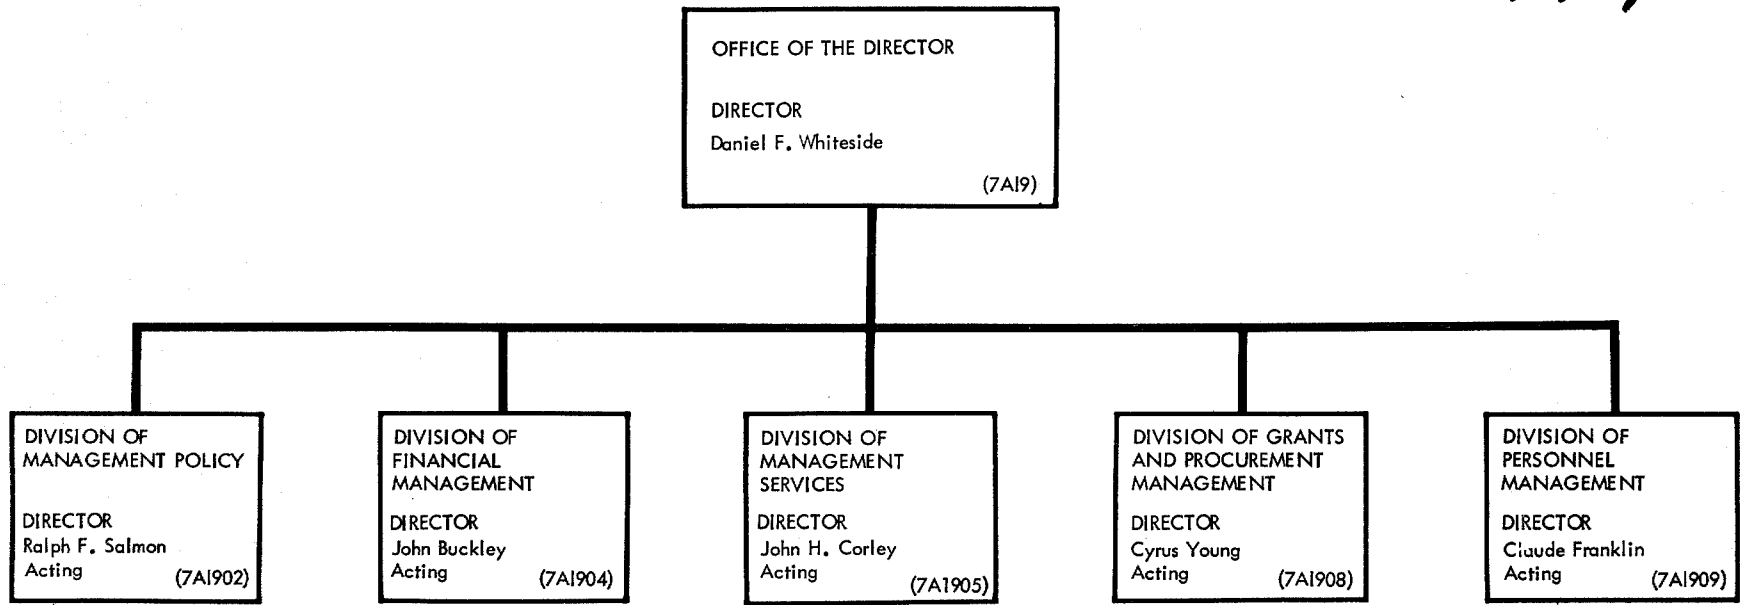 OFFICE OF THE DIRECTOR
DIRECTOR
Daniel F. Whiteside
(7A19)
DIVISION OF
MANAGEMENT POLICY
DIRECTOR
Ralph F. Salmon
Acting
(7A1902)
DIVISION OF
FINANCIAL
MANAGEMENT
DIRECTOR
John Buckley
Acting
(7A1904)
DIVISION OF
MANAGEMENT
SERVICES
DIRECTOR
John H. Corley
Acting
(7A1905)
DIVISION OF GRANTS
AND PROCUREMENT
MANAGEMENT
DIRECTOR
Cyrus Young
Acting
(7A1908)
DIVISION OF
PERSONNEL
MANAGEMENT
DIRECTOR
Claude Franklin
Acting
(7A1909)